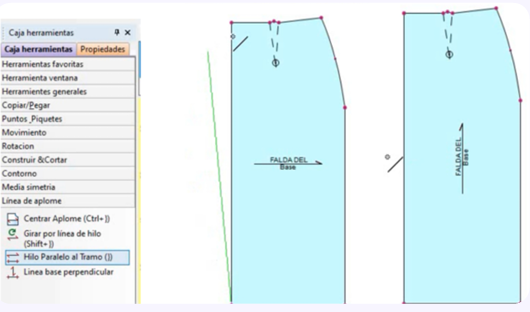 Caja herramientas
Caja herramientas Propiedades
Herramientas favoritas
Herramienta ventana
Herramientas generales
Copiar/Pegar
Puntos_Piquetes
Movimiento
Rotacion
Construir &Cortar
Contorno
Media simetria
Línea de aplome
Centrar Aplome (Ctrl+})
Girar por línea de hilo
(Shift+})
Hilo Paralelo al Tramo (})
Linea base perpendicular
FALDA DEL
Base
FALDA DEL
Base